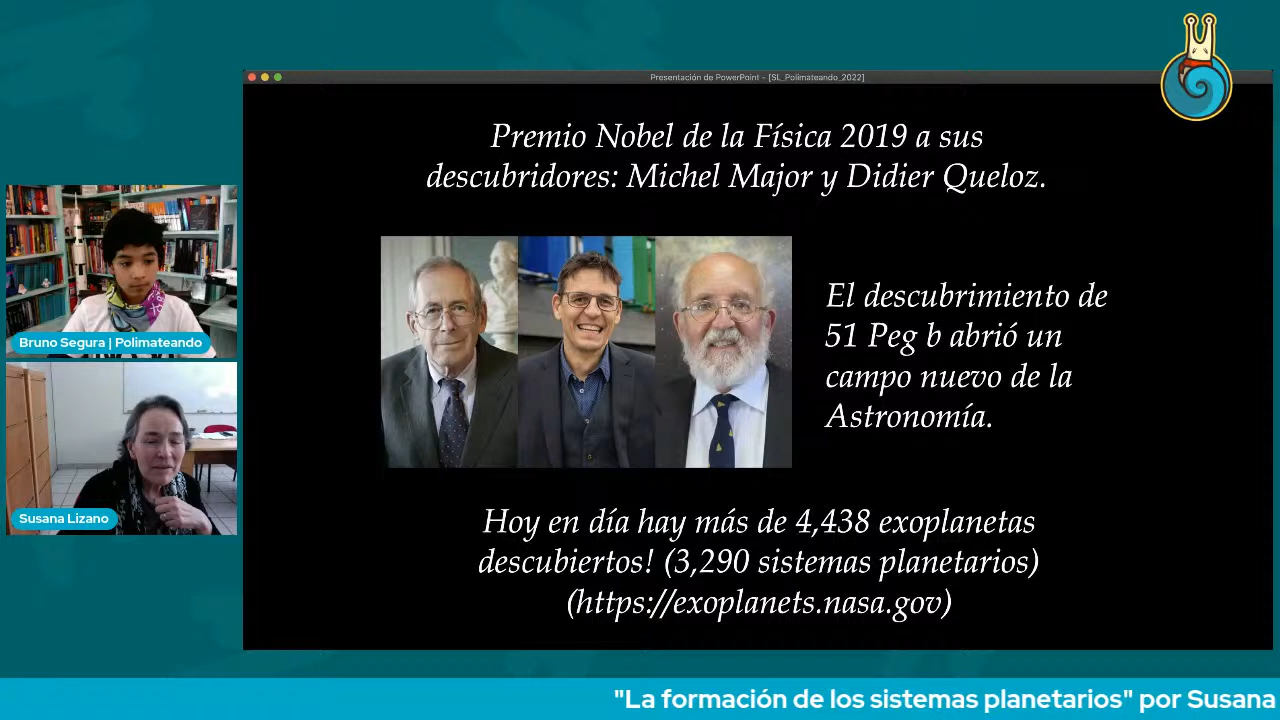 Presentación de PowerPoint - [SL_Polimateando_2022]
Premio Nobel de la Física 2019 a sus
descubridores: Michel Major y Didier Queloz.
El descubrimiento de
51 Peg b abrió un
campo nuevo de la
Astronomía.
Hoy en día hay más de 4,438 exoplanetas
descubiertos! (3,290 sistemas planetarios)
(https://exoplanets.nasa.gov)
Bruno Segura | Polimateando
Susana Lizano
"La formación de los sistemas planetarios" por Susana